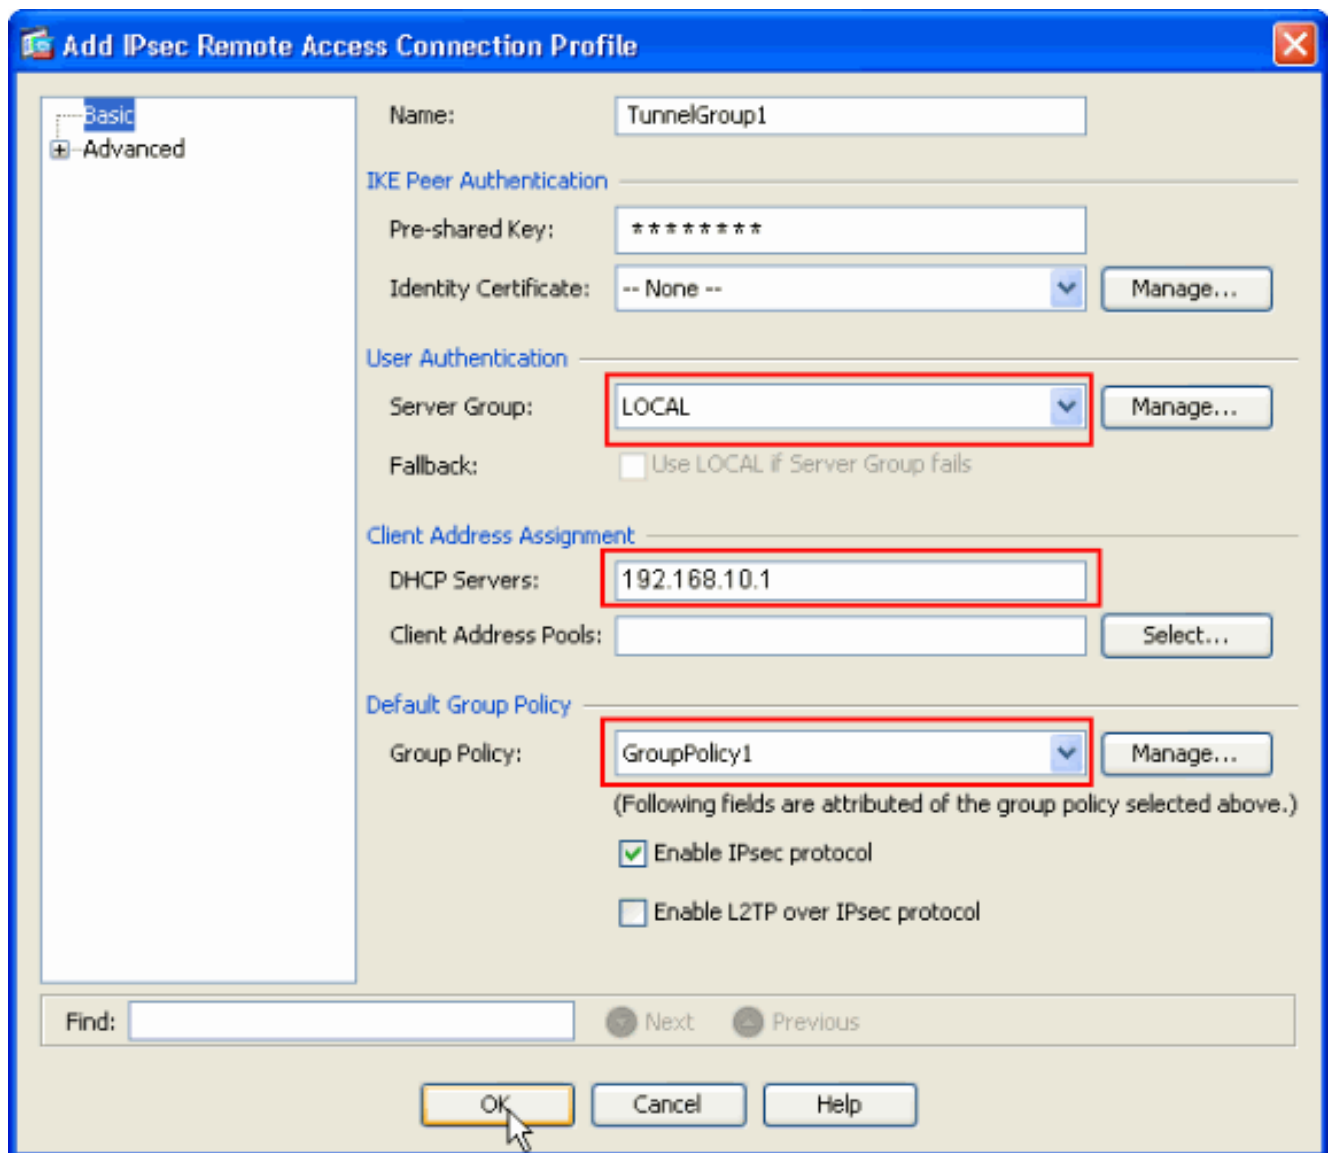 Add IPsec Remote Access Connection Profile
Basic
Advanced
Name: TunnelGroup1
IKE Peer Authentication
Pre-shared Key: ********
Identity Certificate: -- None -- Manage...
User Authentication
Server Group: LOCAL Manage...
Fallback: Use LOCAL if Server Group fails
Client Address Assignment
DHCP Servers: 192.168.10.1
Client Address Pools: Select...
Default Group Policy
Group Policy: GroupPolicy1 Manage...
(Following fields are attributed of the group policy selected above.)
Enable IPsec protocol
Enable L2TP over IPsec protocol
Find: Next Previous
OK Cancel Help